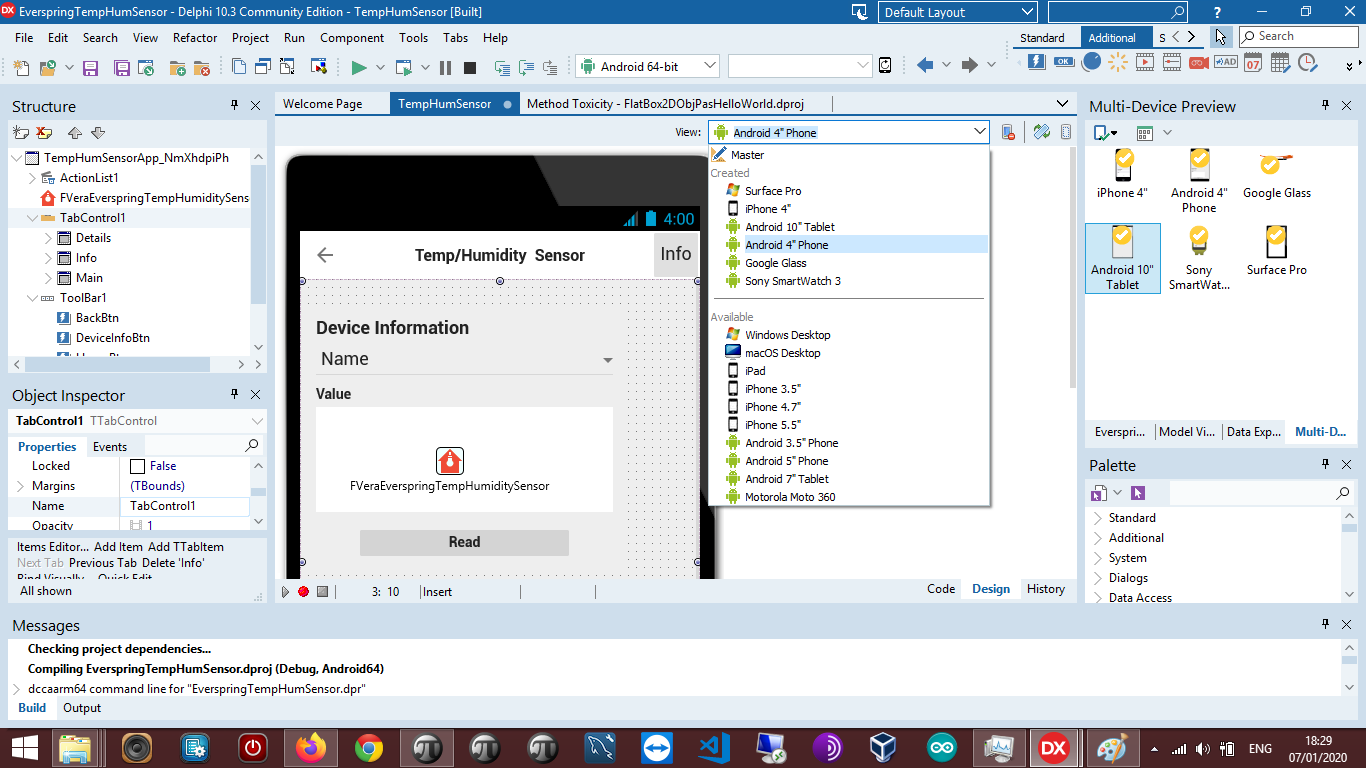 EverspringTempHumSensor - Delphi 10.3 Community Edition - TempHumSensor [Built]
Default Layout
?
File Edit Search View Refactor Project Run Component Tools Tabs Help
Standard Additional S
Search
Android 64-bit
Structure
TempHumSensorApp_NmXhdpiPh
ActionList1
FVeraEverspringTempHumiditySens
TabControl1
Details
Info
Main
ToolBar1
BackBtn
DeviceInfoBtn
Object Inspector
TabControl1 TTabControl
Properties Events
Locked False
Margins (TBounds)
Name TabControl1
Opacity 1
Items Editor... Add Item Add TTabItem
Next Tab Previous Tab Delete 'Info'
Bind Visually... Quick Edit...
All shown
Welcome Page TempHumSensor Method Toxicity - FlatBox2DObjPasHelloWorld.dproj
View: Android 4" Phone
Master
Created
Surface Pro
iPhone 4"
Android 10" Tablet
Android 4" Phone
Google Glass
Sony SmartWatch 3
Available
Windows Desktop
macOS Desktop
iPad
iPhone 3.5"
iPhone 4.7"
iPhone 5.5"
Android 3.5" Phone
Android 5" Phone
Android 7" Tablet
Motorola Moto 360
4:00
Temp/Humidity Sensor
Info
Device Information
Name
Value
FVeraEverspringTempHumiditySensor
Read
3: 10 Insert
Code Design History
Multi-Device Preview
iPhone 4"
Android 4"
Phone
Google Glass
Android 10"
Tablet
Sony
SmartWat...
Surface Pro
Everspri... Model Vi... Data Exp... Multi-D...
Palette
Standard
Additional
System
Dialogs
Data Access
Messages
Checking project dependencies...
Compiling EverspringTempHumSensor.dproj (Debug, Android64)
dccaarm64 command line for "EverspringTempHumSensor.dpr"
Build Output
DX
ENG
18:29
07/01/2020